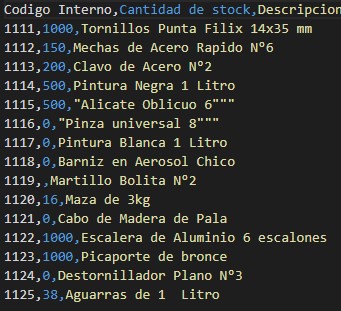 Codigo Interno,Cantidad de stock,Descripcion
1111,1000,Tornillos Punta Filix 14x35 mm
1112,150,Mechas de Acero Rapido Nº6
1113,200,Clavo de Acero Nº2
1114,500,Pintura Negra 1 Litro
1115,500,"Alicate Oblicuo 6"""
1116,0,"Pinza universal 8"""
1117,0,Pintura Blanca 1 Litro
1118,0,Barniz en Aerosol Chico
1119,,Martillo Bolita Nº2
1120,16,Maza de 3kg
1121,0,Cabo de Madera de Pala
1122,1000,Escalera de Aluminio 6 escalones
1123,1000,Picaporte de bronce
1124,0,Destornillador Plano Nº3
1125,38,Aguarras de 1  Litro